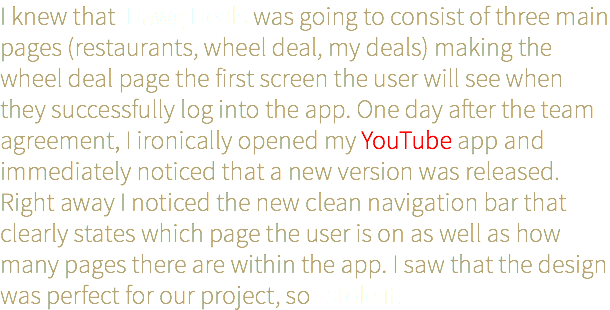 I knew that was going to consist of three main
pages (restaurants, wheel deal, my deals) making the
wheel deal page the first screen the user will see when
they successfully log into the app. One day after the team
agreement, I ironically opened my YouTube app and
immediately noticed that a new version was released.
Right away I noticed the new clean navigation bar that
clearly states which page the user is on as well as how
many pages there are within the app. I saw that the design
was perfect for our project, so